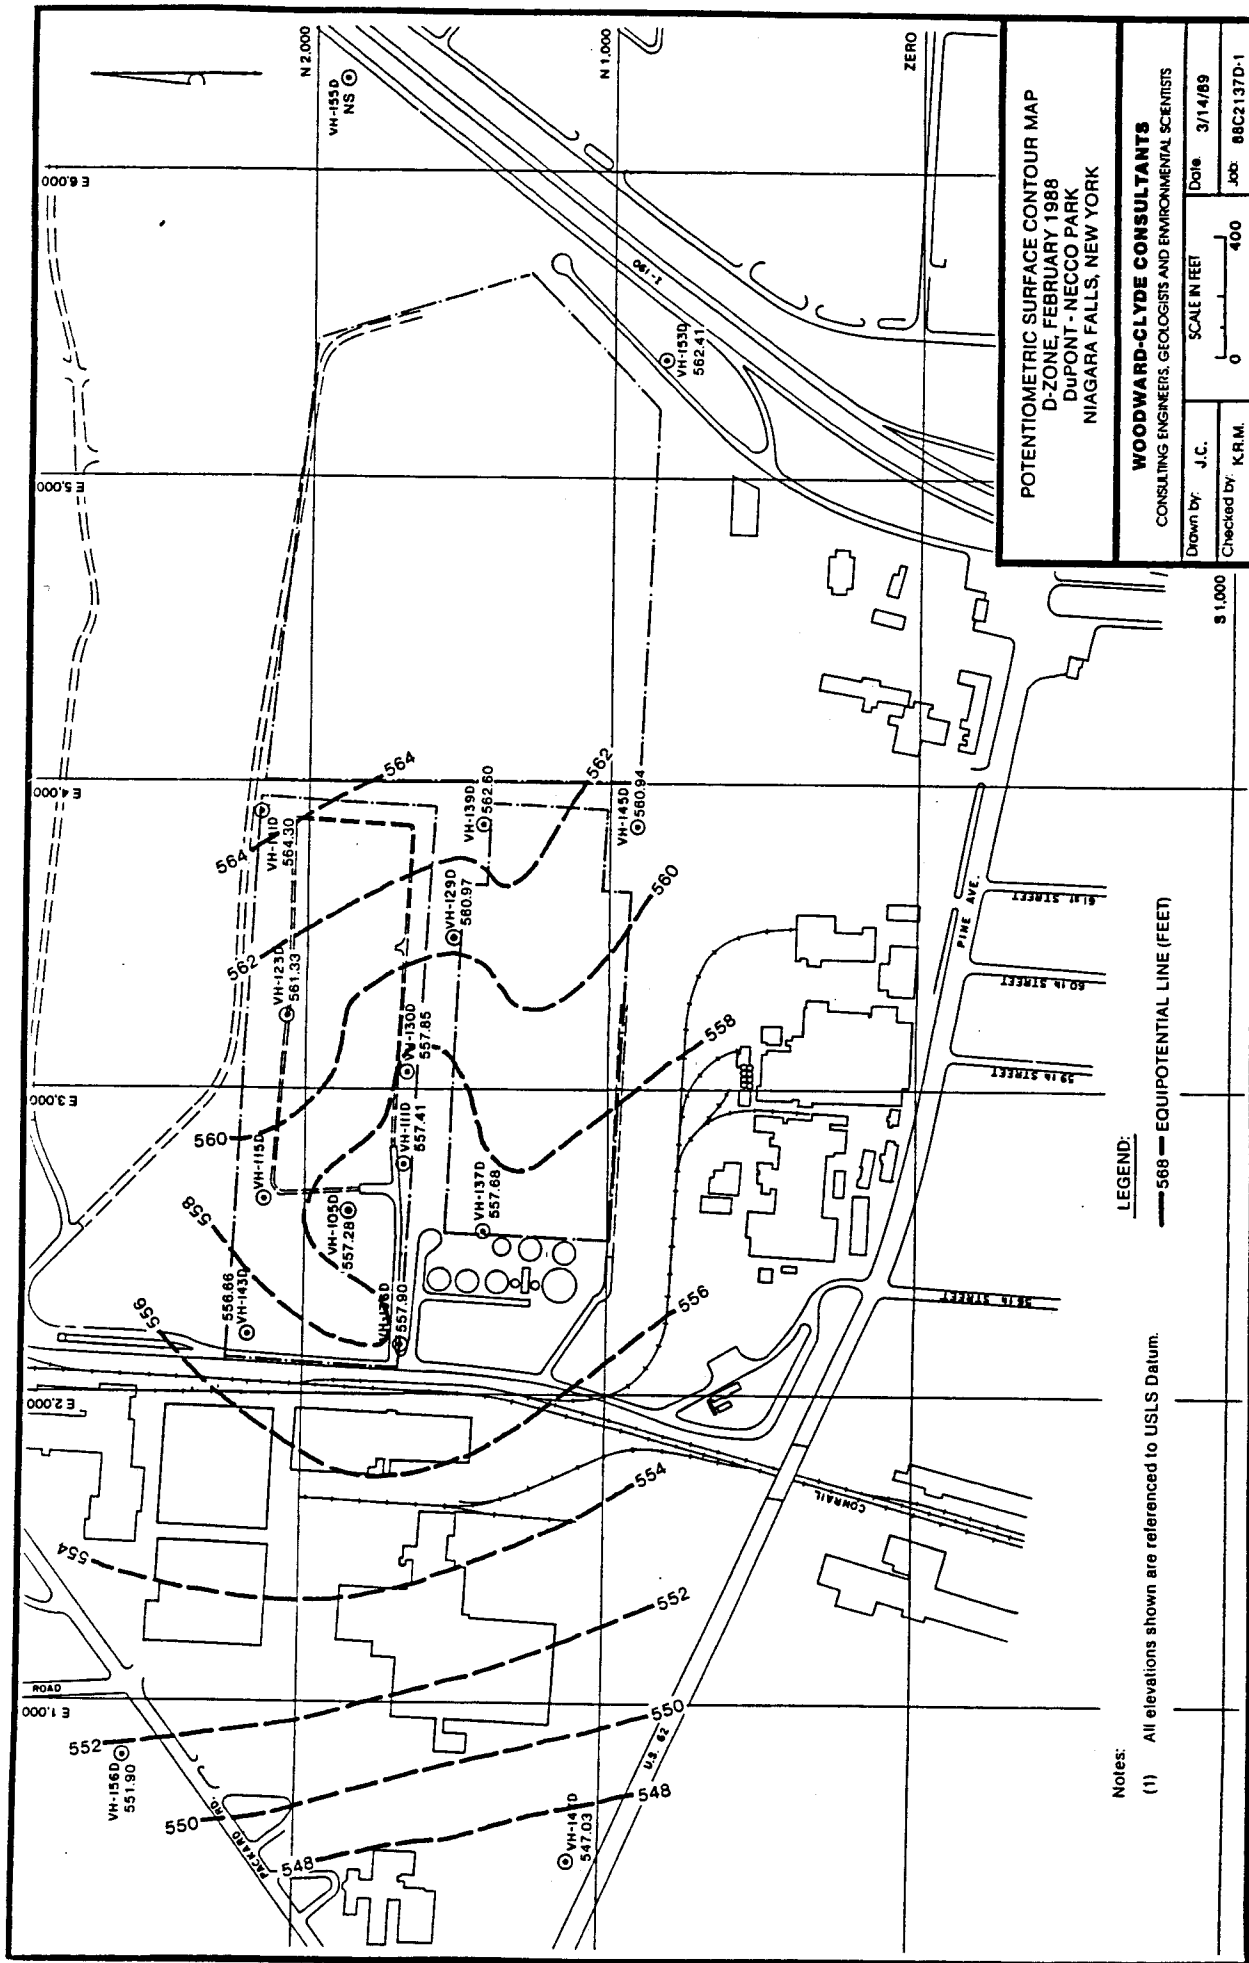 POTENTIOMETRIC SURFACE CONTOUR MAP
D-ZONE, FEBRUARY 1988
DuPONT - NECCO PARK
NIAGARA FALLS, NEW YORK
WOODWARD-CLYDE CONSULTANTS
CONSULTING ENGINEERS, GEOLOGISTS AND ENVIRONMENTAL SCIENTISTS
Drawn by: J.C.
SCALE IN FEET
Date: 3/14/89
Checked by: K.R.M.
0 400
Job: 88C2137D-1
E 1,000
E 2,000
E 3,000
E 4,000
E 5,000
E 6,000
N 2,000
N 1,000
ZERO
S 1,000
VH-155D
NS
VH-153D
562.41
I-190
564
564
564.30
562
562
VH-139D
562.60
VH-145D
560.94
VH-129D
560.97
VH-123D
561.33
560
560
VH-130D
557.85
VH-111D
557.41
VH-115D
VH-105D
557.28
VH-137D
557.68
558
558
556.66
VH-143D
557.90
556
556
554
554
552
552
550
550
548
548
VH-156D
551.90
547.03
ROAD
PACKARD RD.
U.S. 62
CONRAIL
PINE AVE.
61st STREET
60th STREET
59th STREET
56th STREET
LEGEND:
568 EQUIPOTENTIAL LINE (FEET)
Notes:
(1) All elevations shown are referenced to USLS Datum.